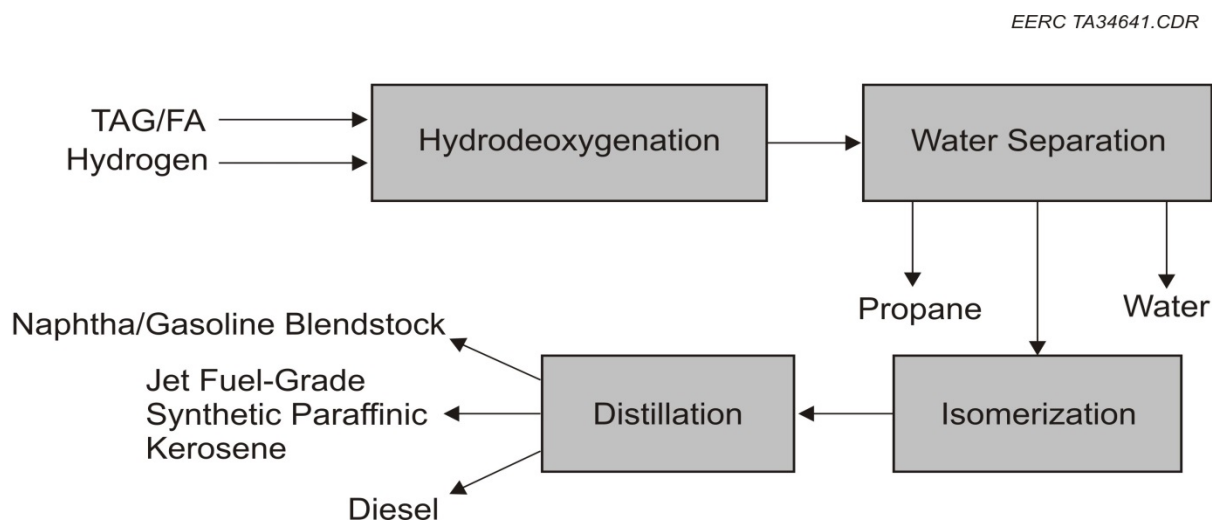 EERC TA34641.CDR
TAG/FA
Hydrogen
Hydrodeoxygenation
Water Separation
Propane
Water
Naphtha/Gasoline Blendstock
Jet Fuel-Grade
Synthetic Paraffinic
Kerosene
Diesel
Distillation
Isomerization